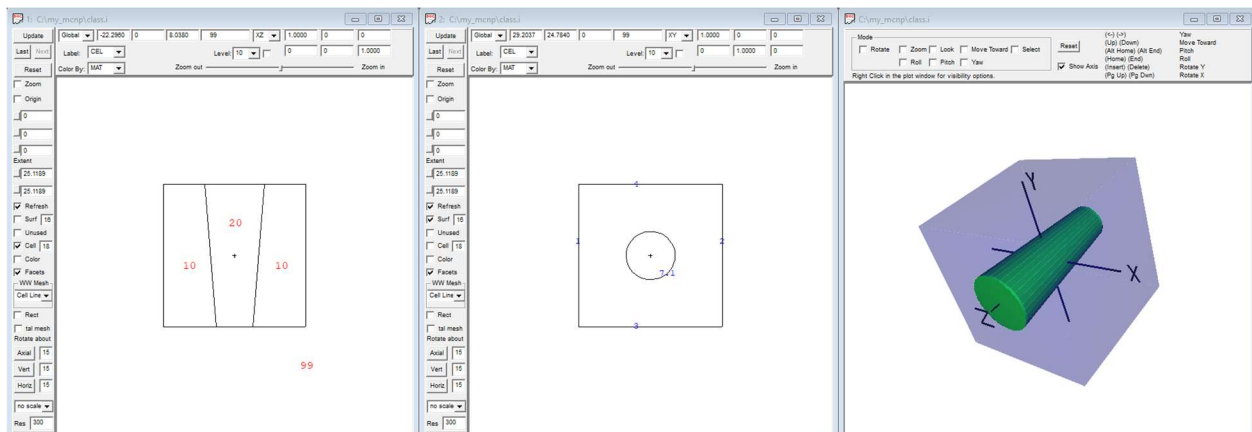 1: C:\my_mcnp\class.i
Update Global -22.2960 0 8.0380 99 XZ 1.0000 0 0
Last Next Label: CEL Level: 10 0 0 1.0000
Reset Color By: MAT Zoom out Zoom in
Zoom
Origin
0
0
0
Extent
25.1189
25.1189
Refresh
Surf 16
Unused
Cell 18
Color
Facets
WW Mesh
Cell Line
Rect
tal mesh
Rotate about
Axial 15
Vert 15
Horiz 15
no scale
Res 300
20
10 10
99
2: C:\my_mcnp\class.i
Update Global 29.2037 24.7840 0 99 XY 1.0000 0 0
Last Next Label: CEL Level: 10 0 1.0000 0
Reset Color By: MAT Zoom out Zoom in
Zoom
Origin
0
0
0
Extent
25.1189
25.1189
Refresh
Surf 16
Unused
Cell 18
Color
Facets
WW Mesh
Cell Line
Rect
tal mesh
Rotate about
Axial 15
Vert 15
Horiz 15
no scale
Res 300
4
1 2
7.1
3
C:\my_mcnp\class.i
Mode
Rotate Zoom Look Move Toward Select
Roll Pitch Yaw
Right Click in the plot window for visibility options.
Reset
Show Axis
(<-) (->) Yaw
(Up) (Down) Move Toward
(Alt Home) (Alt End) Pitch
(Home) (End) Roll
(Insert) (Delete) Rotate Y
(Pg Up) (Pg Dwn) Rotate X
Y
X
Z